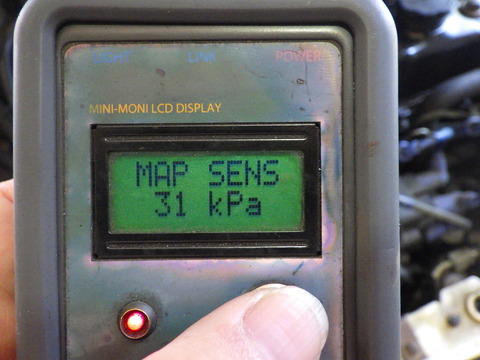 LIGHT LINK POWER
MINI-MONI LCD DISPLAY
MAP SENS
31 kPa